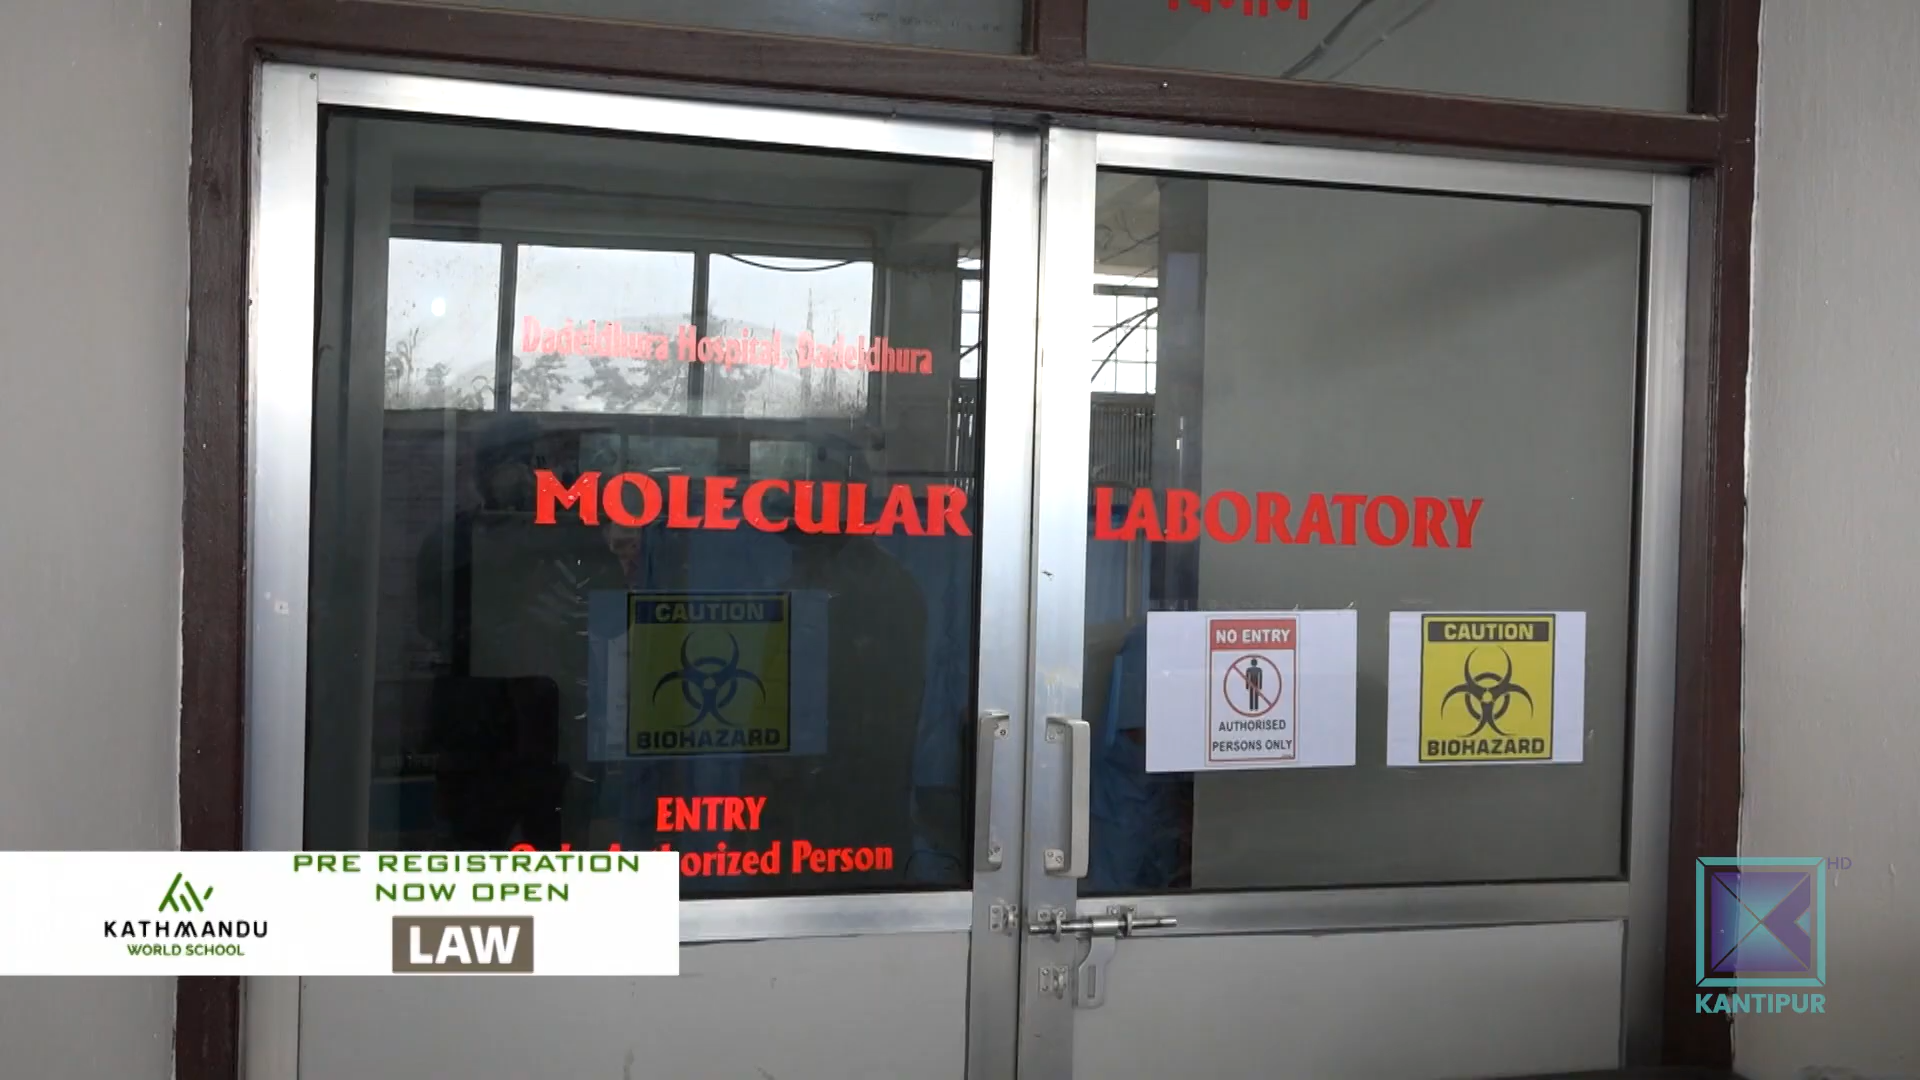 Dadeldhura Hospital, Dadeldhura
MOLECULAR LABORATORY
CAUTION
BIOHAZARD
NO ENTRY
AUTHORISED
PERSONS ONLY
CAUTION
BIOHAZARD
ENTRY
Person
PRE REGISTRATION
NOW OPEN
LAW
KATHMANDU
WORLD SCHOOL
HD
KANTIPUR